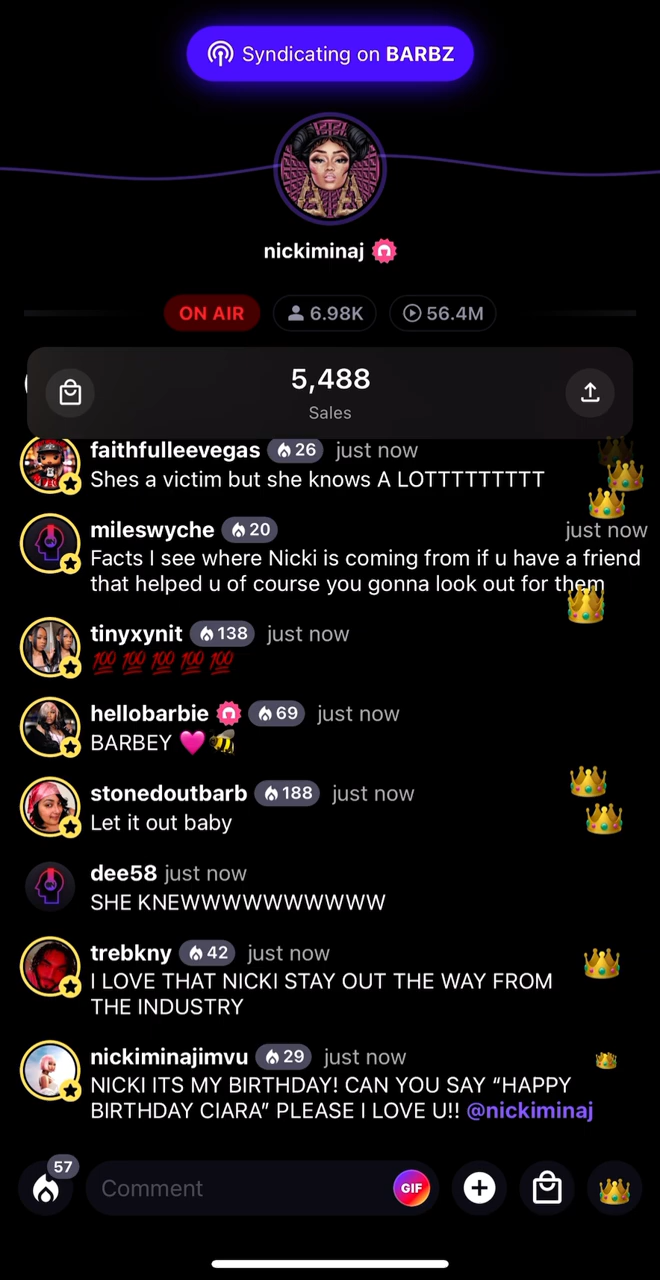 Syndicating on BARBZ
nickiminaj
ON AIR 6.98K 56.4M
5,488
Sales
faithfulleevegas 26 just now
Shes a victim but she knows A LOTTTTTTTTT
mileswyche 20 just now
Facts I see where Nicki is coming from if u have a friend
that helped u of course you gonna look out for them
tinyxynit 138 just now
💯💯💯💯💯
hellobarbie 69 just now
BARBEY 💗🐝
stonedoutbarb 188 just now
Let it out baby
dee58 just now
SHE KNEWWWWWWWWWW
trebkny 42 just now
I LOVE THAT NICKI STAY OUT THE WAY FROM
THE INDUSTRY
nickiminajimvu 29 just now
NICKI ITS MY BIRTHDAY! CAN YOU SAY “HAPPY
BIRTHDAY CIARA” PLEASE I LOVE U!! @nickiminaj
57
Comment GIF